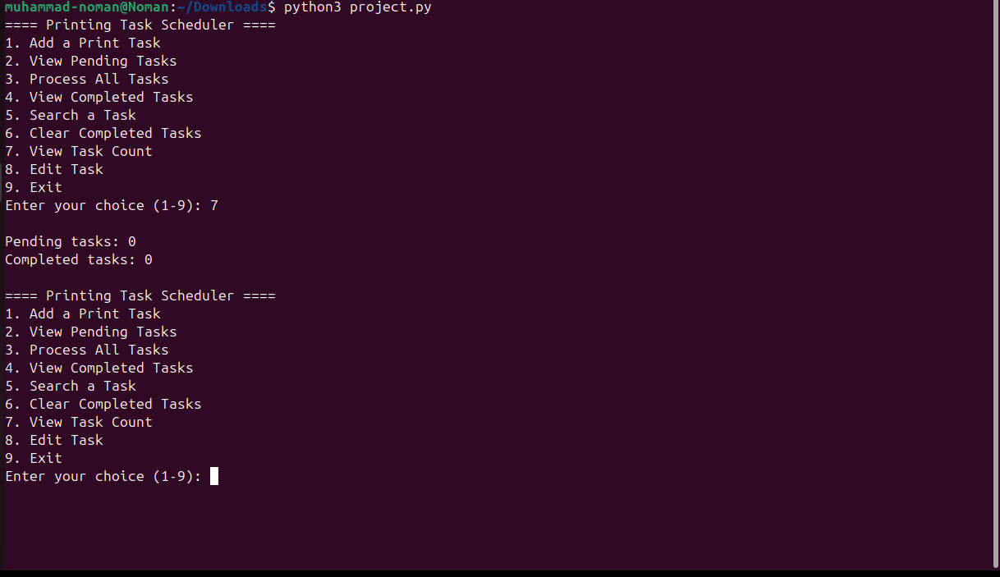 muhammad-noman@Noman:~/Downloads$ python3 project.py
==== Printing Task Scheduler ====
1. Add a Print Task
2. View Pending Tasks
3. Process All Tasks
4. View Completed Tasks
5. Search a Task
6. Clear Completed Tasks
7. View Task Count
8. Edit Task
9. Exit
Enter your choice (1-9): 7

Pending tasks: 0
Completed tasks: 0

==== Printing Task Scheduler ====
1. Add a Print Task
2. View Pending Tasks
3. Process All Tasks
4. View Completed Tasks
5. Search a Task
6. Clear Completed Tasks
7. View Task Count
8. Edit Task
9. Exit
Enter your choice (1-9):